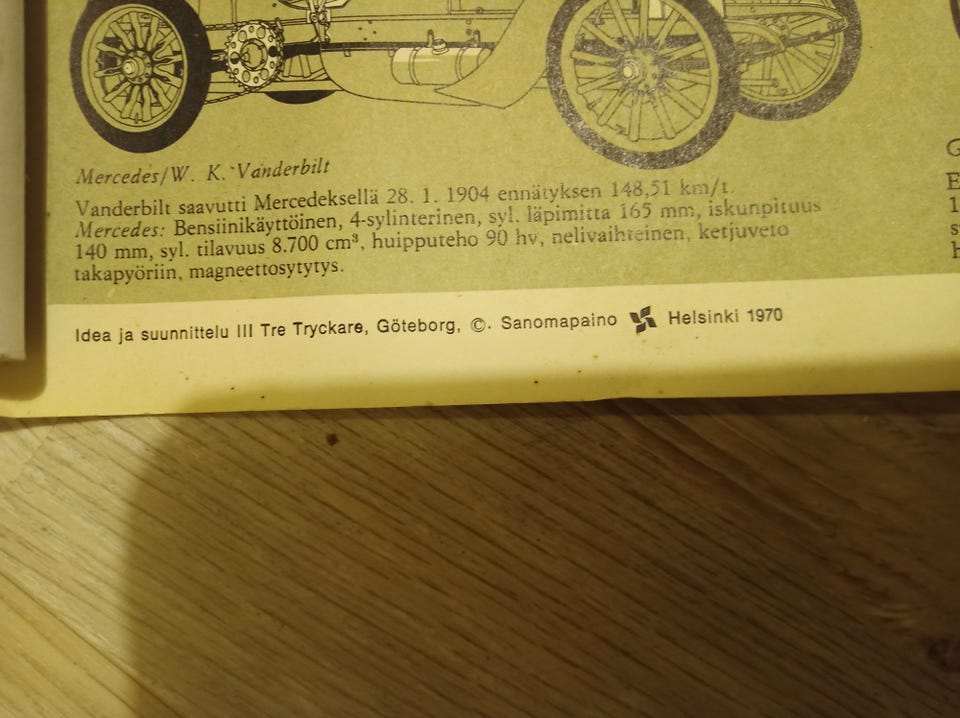 Mercedes/W. K. Vanderbilt
Vanderbilt saavutti Mercedeksellä 28. 1. 1904 ennätyksen 148,51 km/t.
Mercedes: Bensiinikäyttöinen, 4-sylinterinen, syl. läpimitta 165 mm, iskunpituus
140 mm, syl. tilavuus 8.700 cm³, huipputeho 90 hv, nelivaihteinen, ketjuveto
takapyöriin, magneettosytytys.
Idea ja suunnittelu III Tre Tryckare, Göteborg, ©. Sanomapaino Helsinki 1970